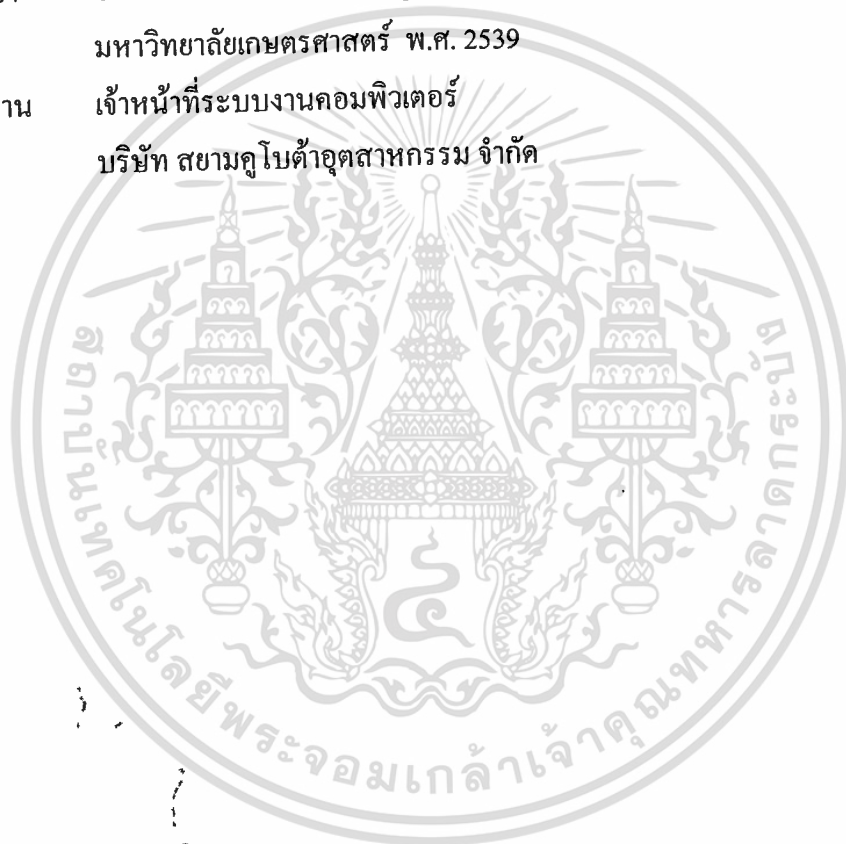 มหาวิทยาลัยเกษตรศาสตร์ พ.ศ. 2539
าน เจ้าหน้าที่ระบบงานคอมพิวเตอร์
บริษัท สยามคูโบต้าอุตสาหกรรม จำกัด
สถาบันเทคโนโลยีพระจอมเกล้าเจ้าคุณทหารลาดกระบัง